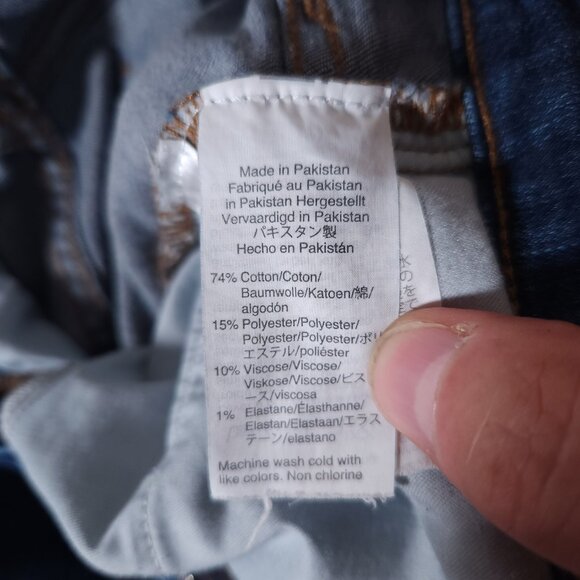 Made in Pakistan
Fabriqué au Pakistan
in Pakistan Hergestellt
Vervaardigd in Pakistan
パキスタン製
Hecho en Pakistán
74% Cotton/Coton/
Baumwolle/Katoen/綿/
algodón
15% Polyester/Polyester/
Polyester/Polyester/ポリ
エステル/poliéster
10% Viscose/Viscose/
Viskose/Viscose/ビス
ース/viscosa
1% Elastane/Élasthanne/
Elastan/Elastaan/エラス
テーン/elastano
Machine wash cold with
like colors. Non chlorine